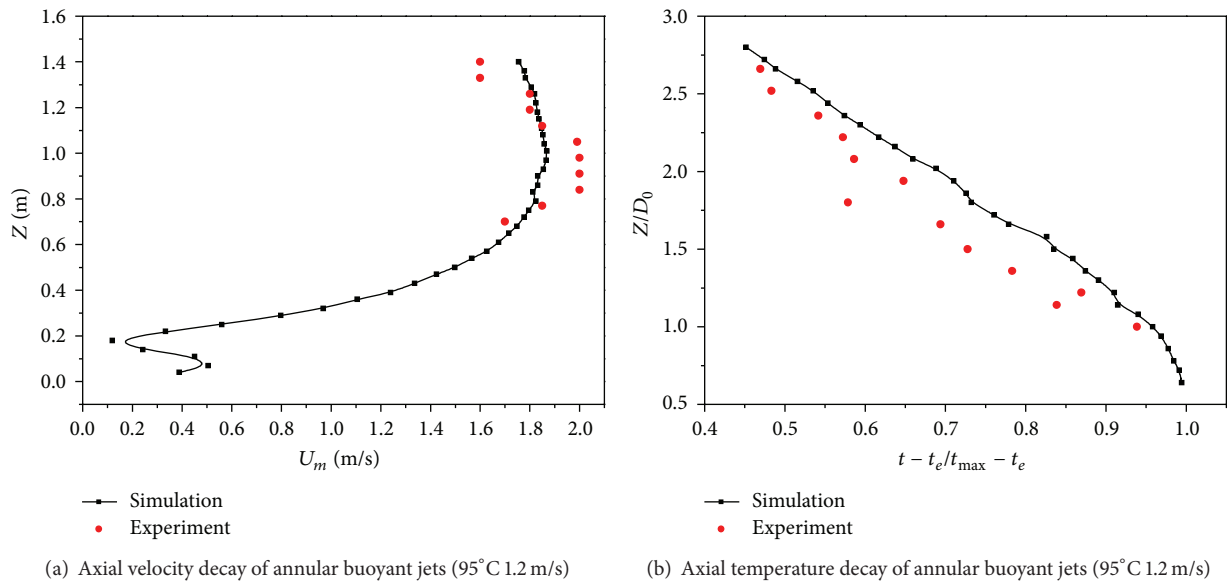 1.6
1.4
1.2
1.0
0.8
0.6
0.4
0.2
0.0
Z (m)
0.0 0.2 0.4 0.6 0.8 1.0 1.2 1.4 1.6 1.8 2.0
U_m (m/s)
Simulation
Experiment
(a) Axial velocity decay of annular buoyant jets (95°C 1.2 m/s)
3.0
2.5
2.0
1.5
1.0
0.5
Z/D_0
0.4 0.5 0.6 0.7 0.8 0.9 1.0
t − t_e/t_max − t_e
Simulation
Experiment
(b) Axial temperature decay of annular buoyant jets (95°C 1.2 m/s)